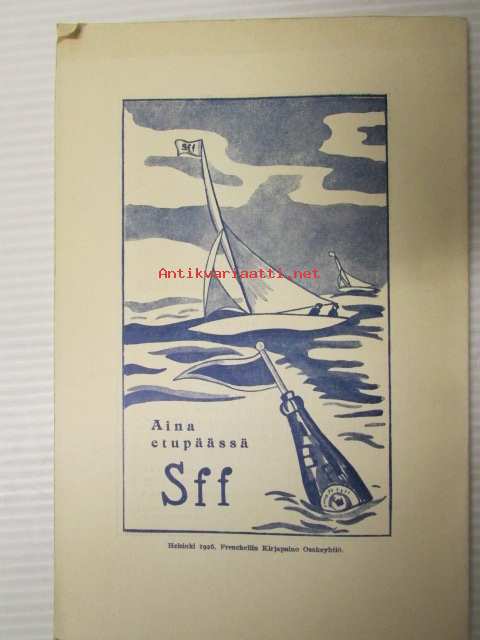 Sff
Antikvariaatti.net
Aina
etupäässä
Sff
Helsinki 1926. Frenckellin Kirjapaino Osakeyhtiö.